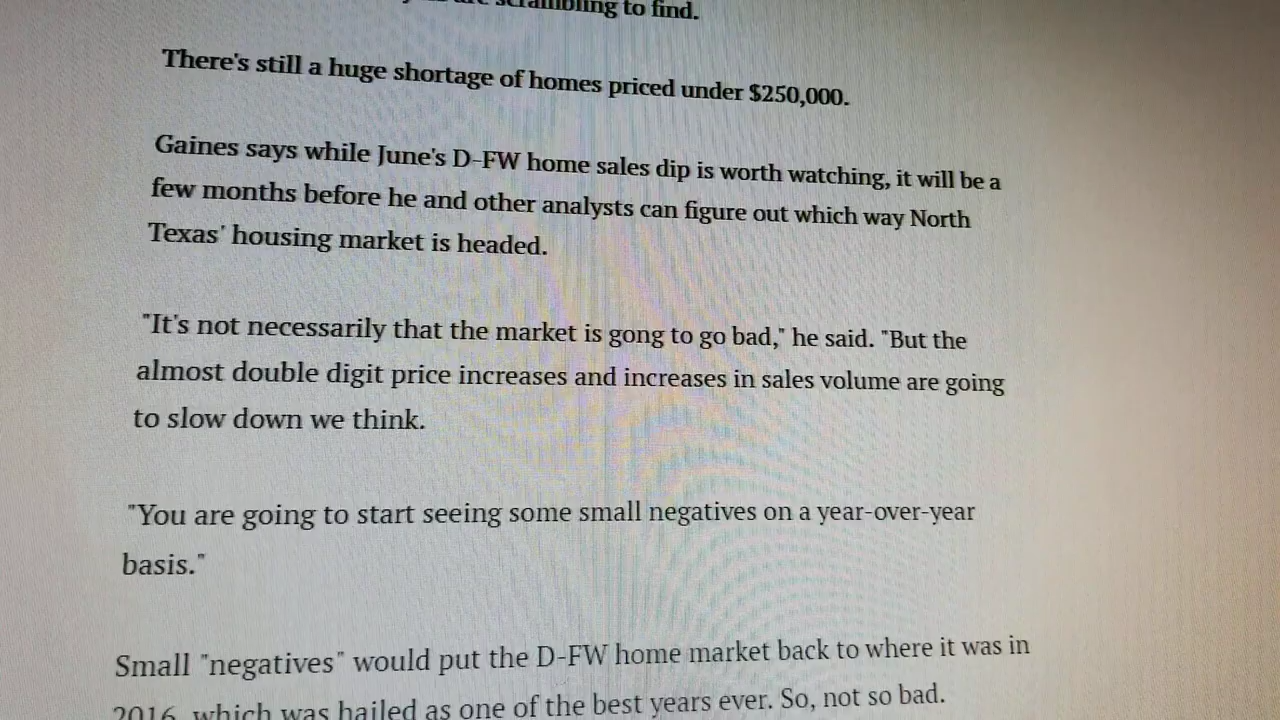 scrambling to find.
There's still a huge shortage of homes priced under $250,000.
Gaines says while June's D-FW home sales dip is worth watching, it will be a
few months before he and other analysts can figure out which way North
Texas' housing market is headed.
"It's not necessarily that the market is gong to go bad," he said. "But the
almost double digit price increases and increases in sales volume are going
to slow down we think.
"You are going to start seeing some small negatives on a year-over-year
basis."
Small "negatives" would put the D-FW home market back to where it was in
2016, which was hailed as one of the best years ever. So, not so bad.